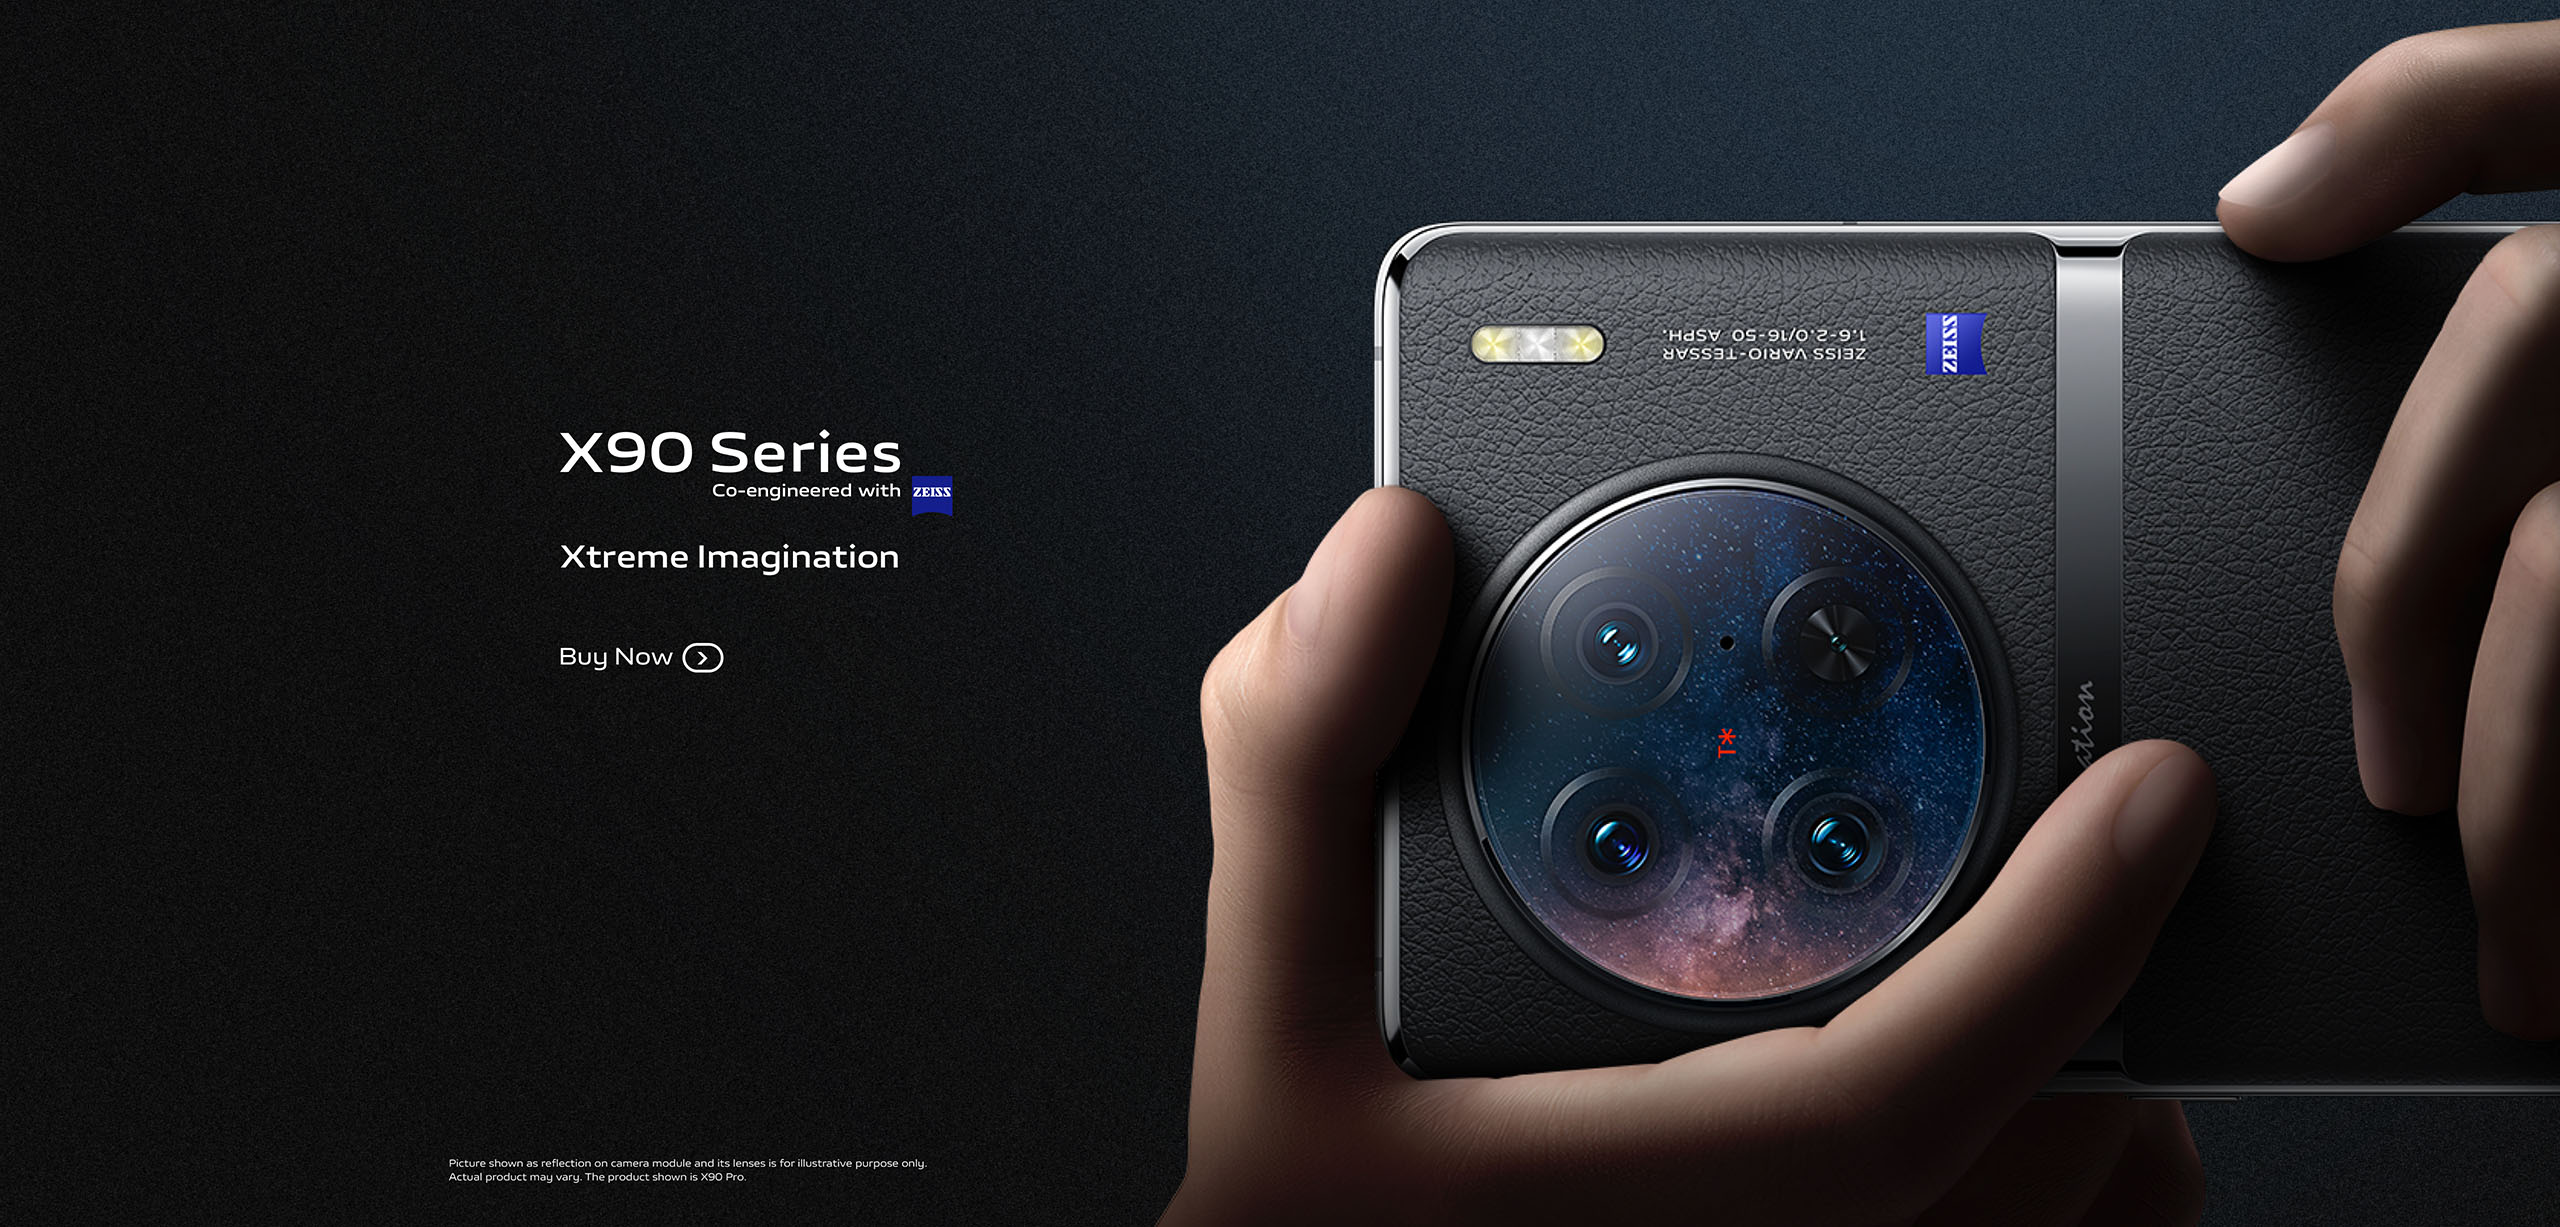 X90 Series
Co-engineered with ZEISS
Xtreme Imagination
Buy Now
ZEISS VARIO-TESSAR
1.6-2.0/16-50 ASPH.
ZEISS
T*
ation
Picture shown as reflection on camera module and its lenses is for illustrative purpose only.
Actual product may vary. The product shown is X90 Pro.